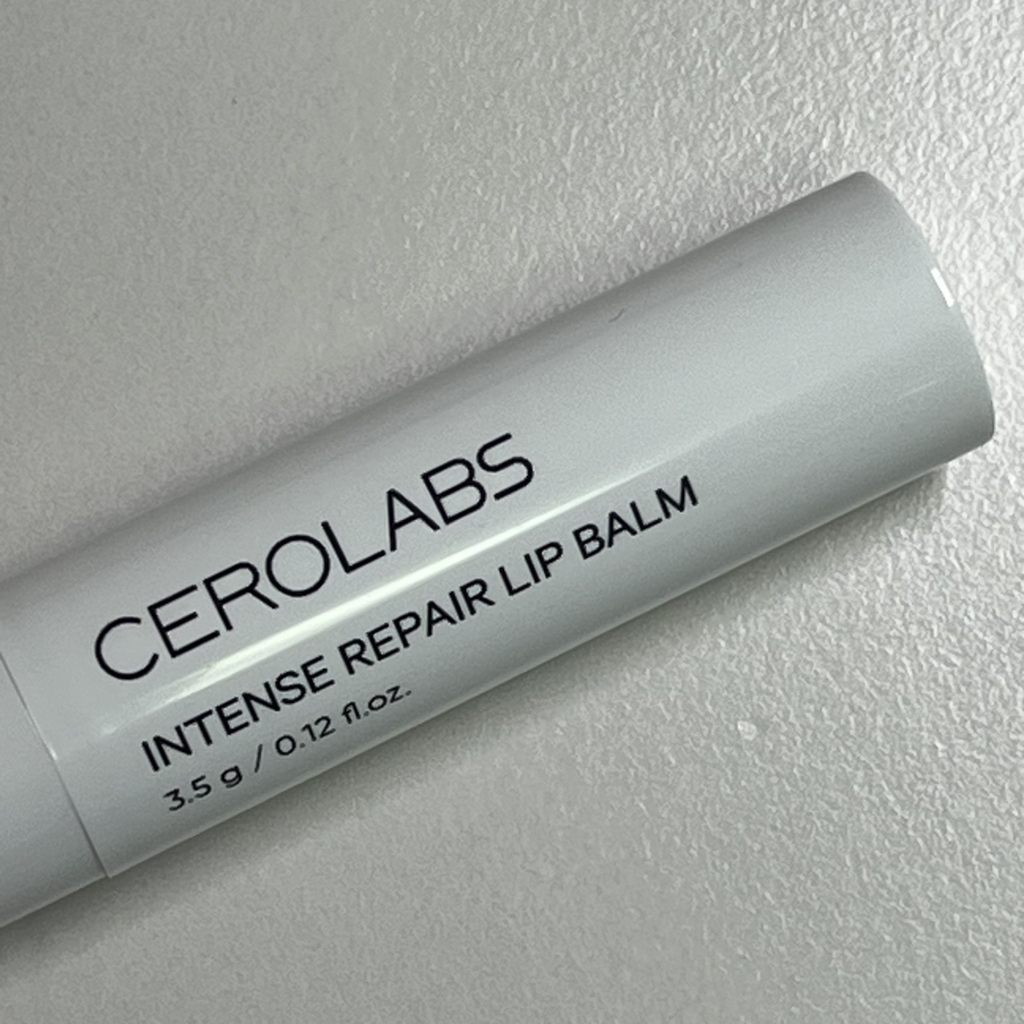 CEROLABS
INTENSE REPAIR LIP BALM
3.5 g / 0.12 fl.oz.